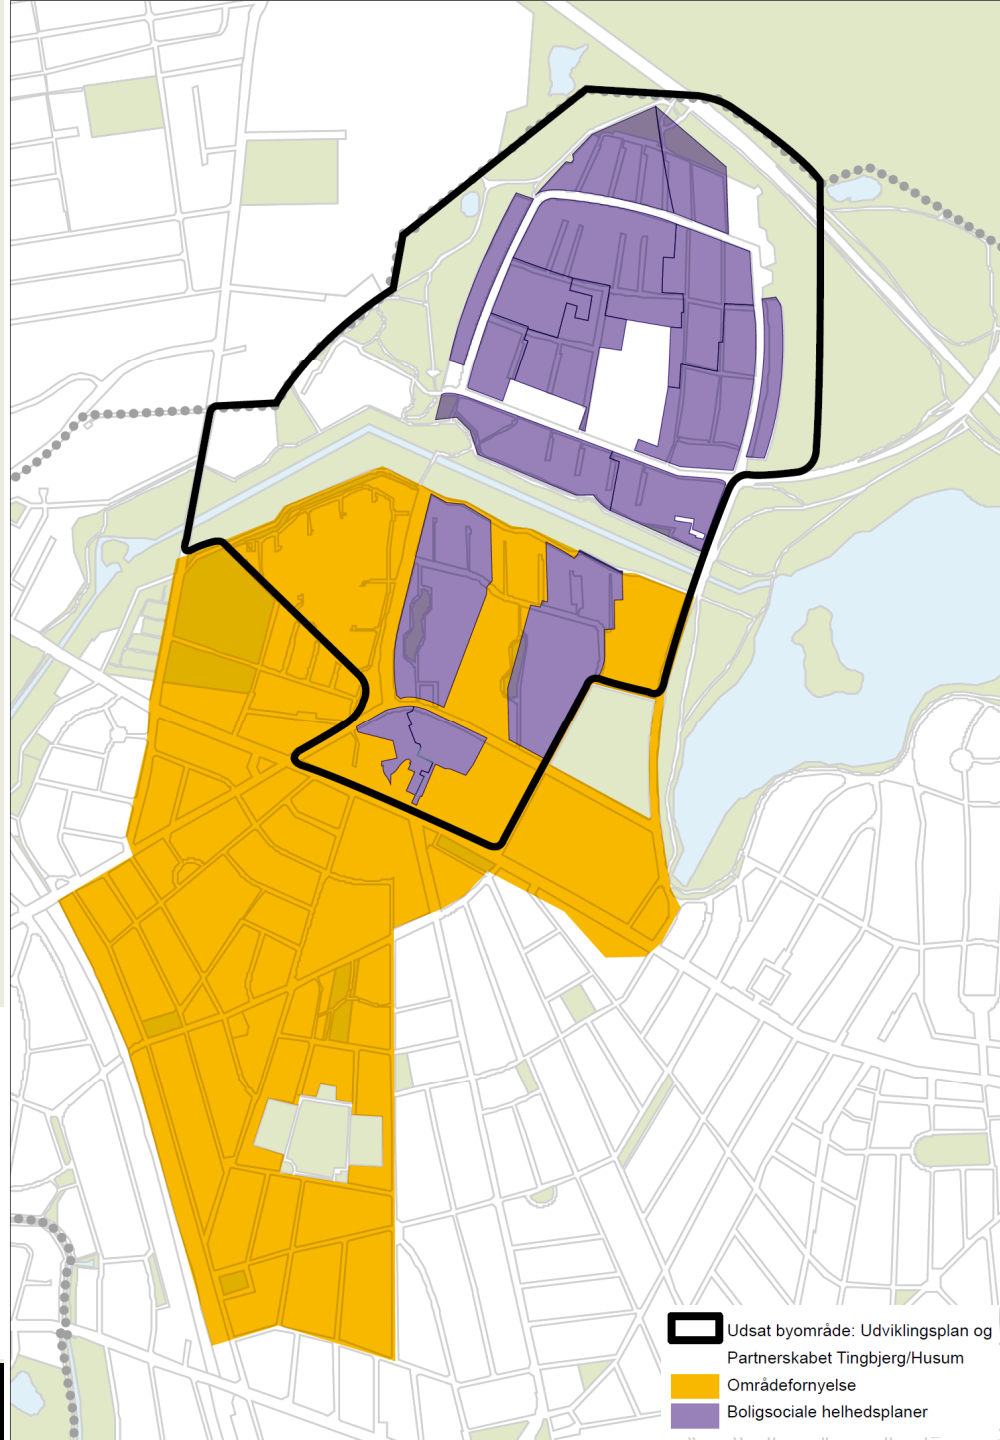 Udsat byområde: Udviklingsplan og
Partnerskabet Tingbjerg/Husum
Områdefornyelse
Boligsociale helhedsplaner